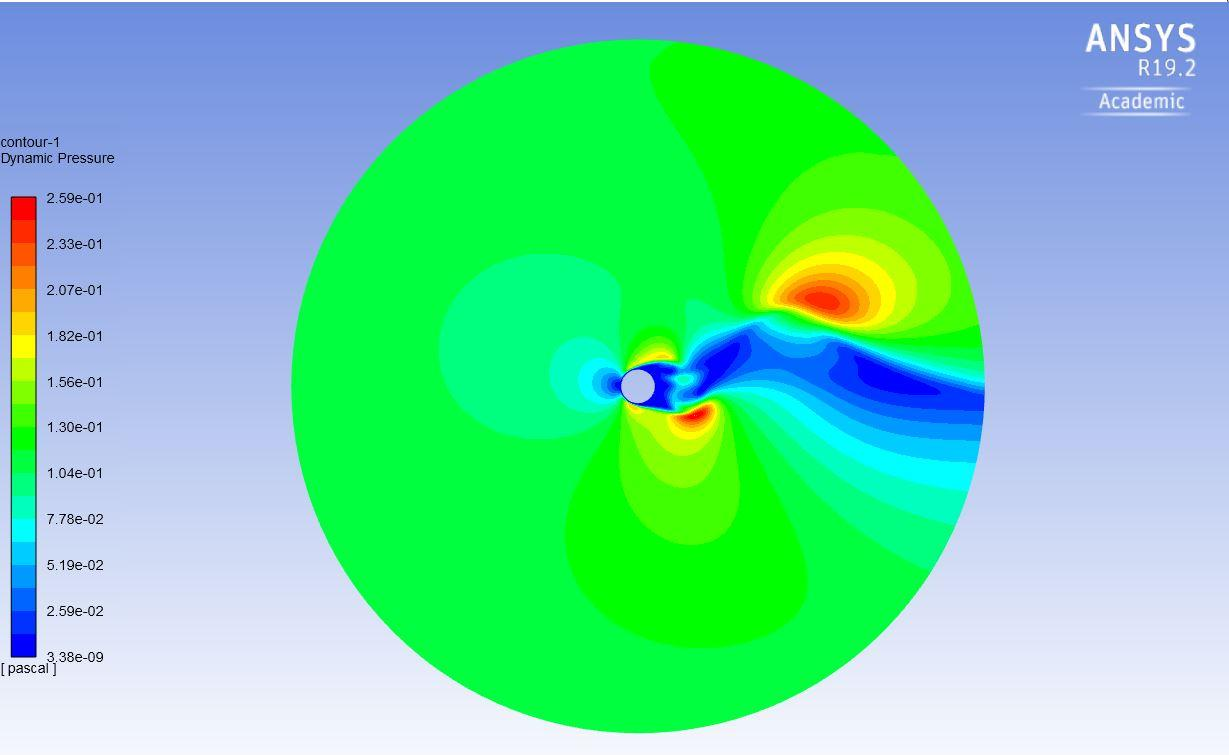 ANSYS
R19.2
Academic
contour-1
Dynamic Pressure
2.59e-01
2.33e-01
2.07e-01
1.82e-01
1.56e-01
1.30e-01
1.04e-01
7.78e-02
5.19e-02
2.59e-02
3.38e-09
[ pascal ]